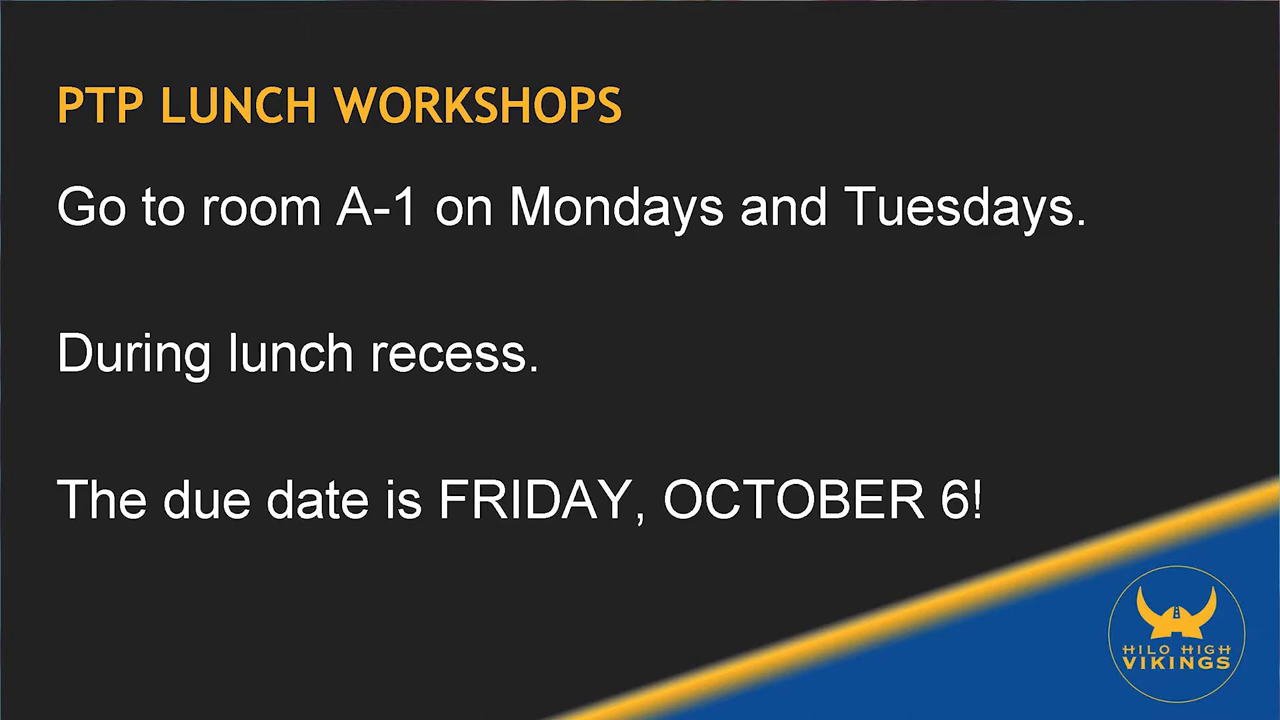 PTP LUNCH WORKSHOPS
Go to room A-1 on Mondays and Tuesdays.
During lunch recess.
The due date is FRIDAY, OCTOBER 6!
HILO HIGH
VIKINGS